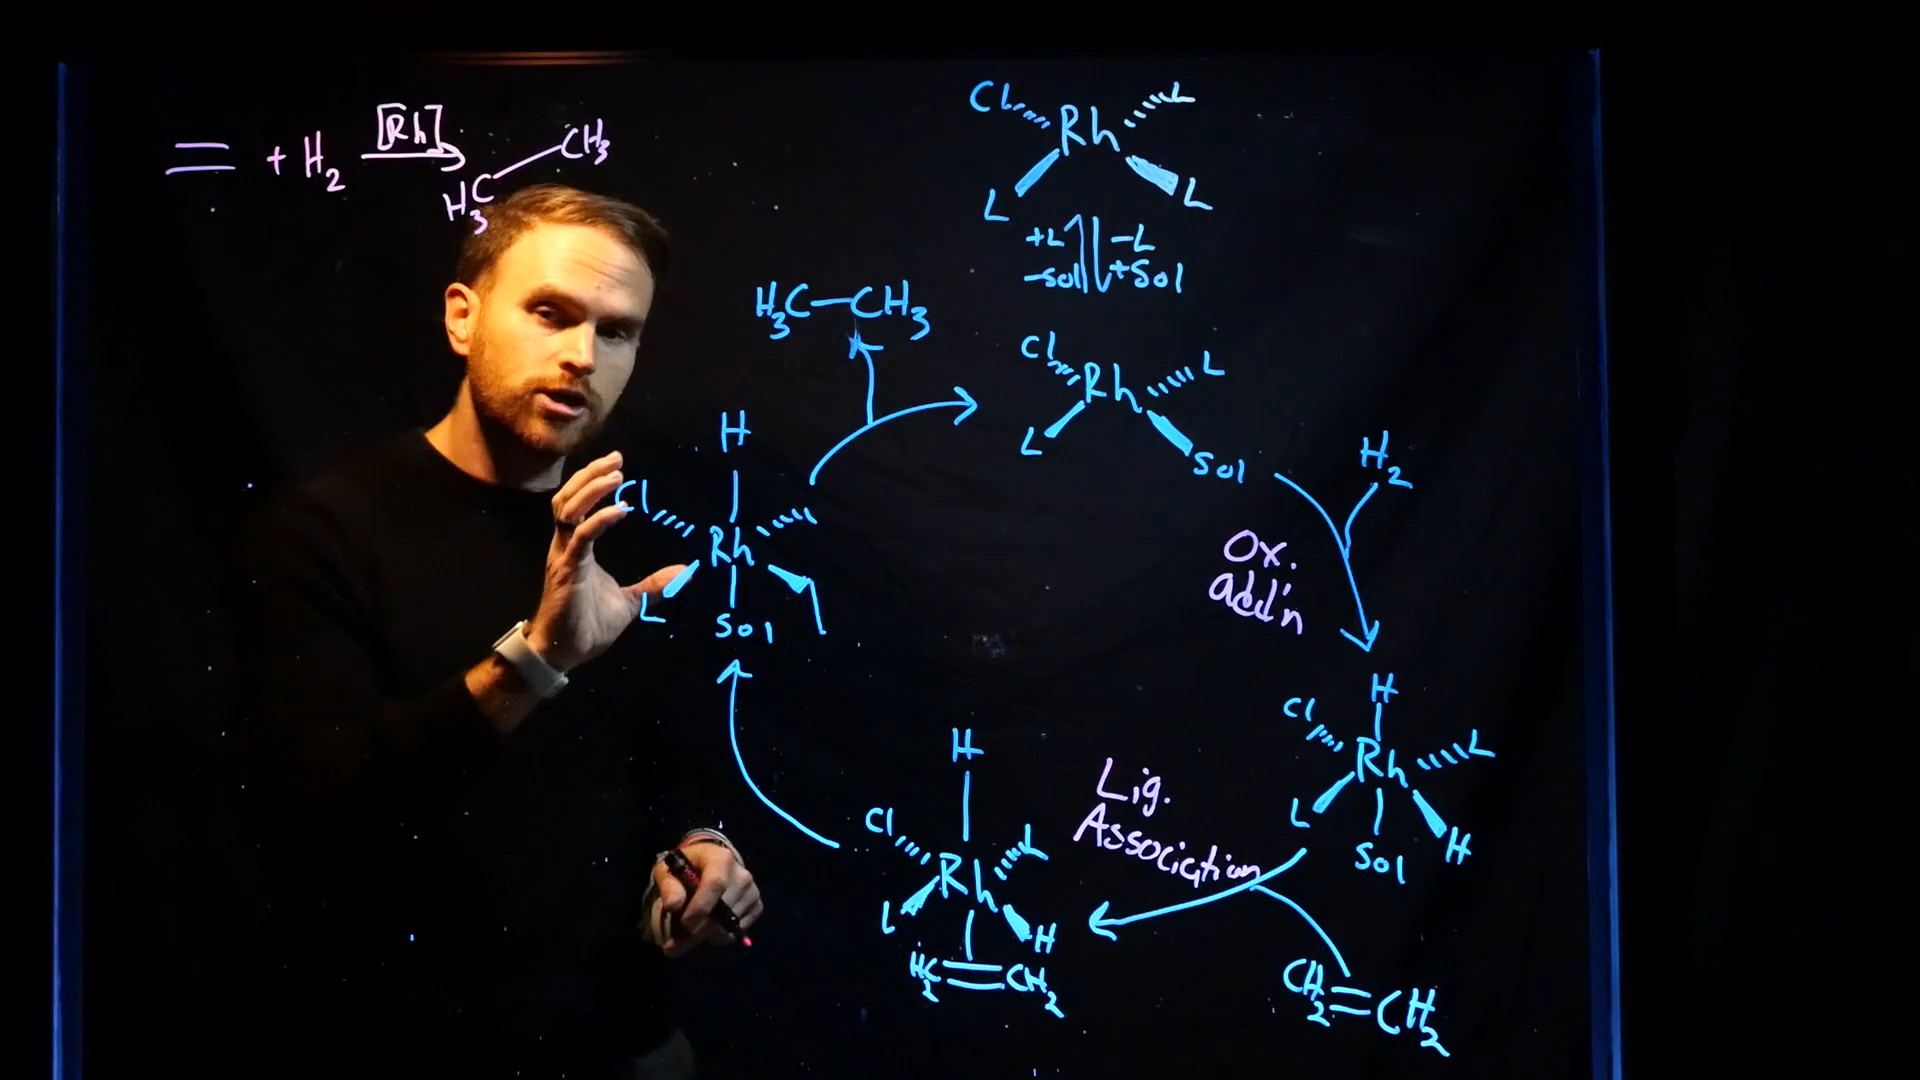 = + H2 [Rh] → H3C—CH3
Cl Rh L
L L
+L -L
-Sol +Sol
H3C—CH3
Cl Rh L
L Sol
H2
Ox.
add'n
H
Cl Rh L
L H
Sol
Lig.
Association
CH2=CH2
H
Cl Rh L
L H
H2C=CH2
H
Cl Rh
L
Sol